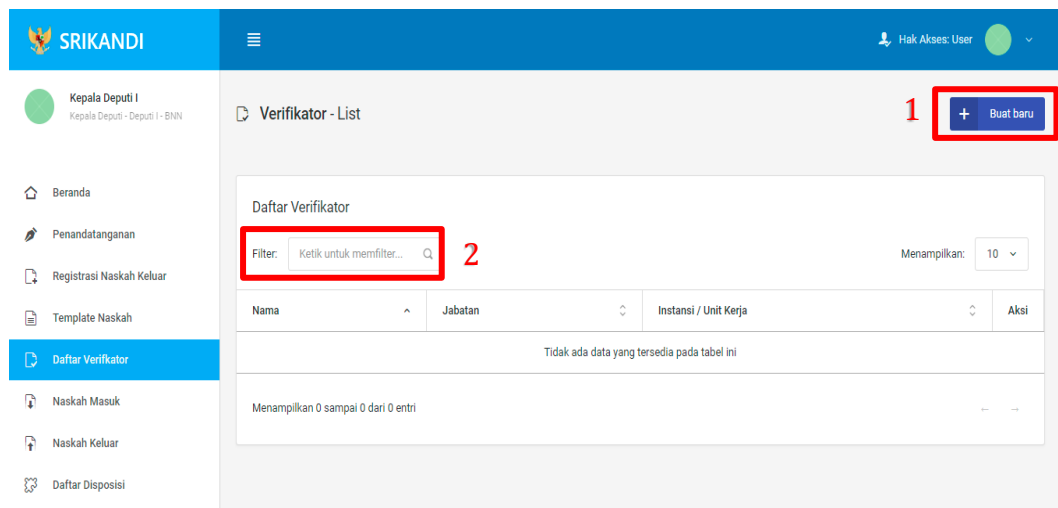 SRIKANDI
Hak Akses: User
Kepala Deputi I
Kepala Deputi - Deputi I - BNN
Verifikator - List
1
+ Buat baru
Beranda
Penandatanganan
Registrasi Naskah Keluar
Template Naskah
Daftar Verifkator
Naskah Masuk
Naskah Keluar
Daftar Disposisi
Daftar Verifikator
Filter: Ketik untuk memfilter...
2
Menampilkan: 10
Nama Jabatan Instansi / Unit Kerja Aksi
Tidak ada data yang tersedia pada tabel ini
Menampilkan 0 sampai 0 dari 0 entri
← →